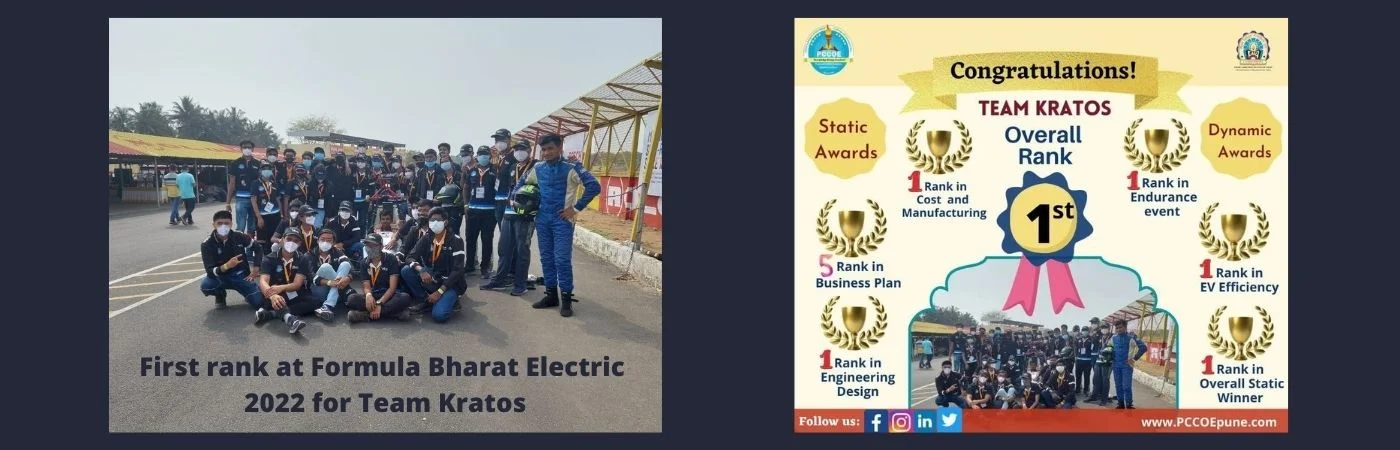 First rank at Formula Bharat Electric
2022 for Team Kratos
PCCOE
Congratulations!
TEAM KRATOS
Overall
Rank
1st
Static
Awards
1 Rank in
Cost and
Manufacturing
5 Rank in
Business Plan
1 Rank in
Engineering
Design
Dynamic
Awards
1 Rank in
Endurance
event
1 Rank in
EV Efficiency
1 Rank in
Overall Static
Winner
Follow us:
www.PCCOEpune.com